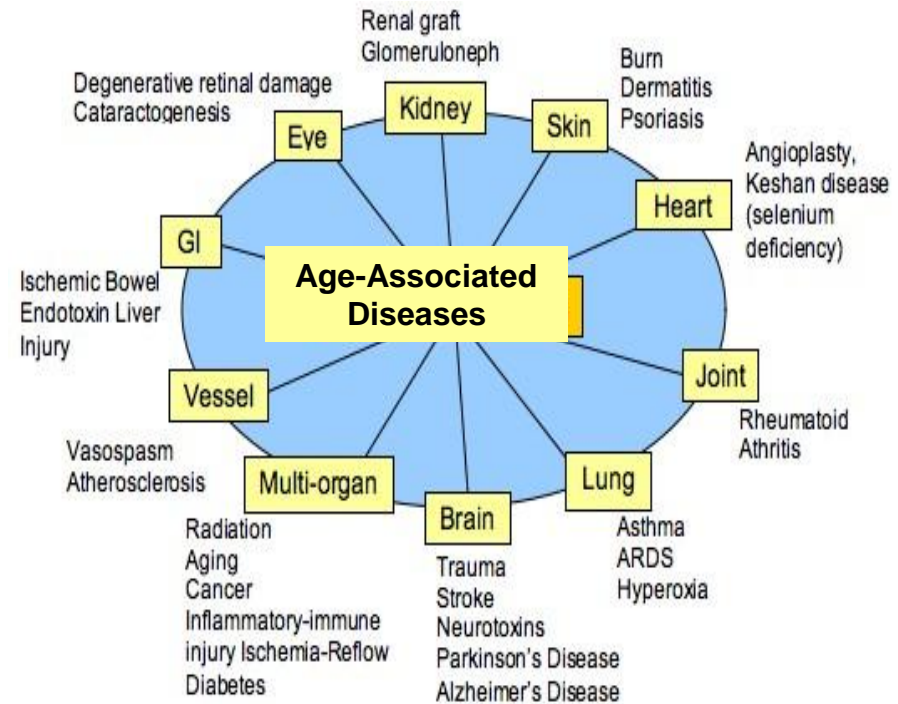 Renal graft
Glomeruloneph
Kidney
Burn
Dermatitis
Psoriasis
Skin
Degenerative retinal damage
Cataractogenesis
Eye
Angioplasty,
Keshan disease
(selenium
deficiency)
Heart
GI
Ischemic Bowel
Endotoxin Liver
Injury
Age-Associated
Diseases
Joint
Rheumatoid
Athritis
Vessel
Vasospasm
Atherosclerosis
Multi-organ
Radiation
Aging
Cancer
Inflammatory-immune
injury Ischemia-Reflow
Diabetes
Brain
Trauma
Stroke
Neurotoxins
Parkinson's Disease
Alzheimer's Disease
Lung
Asthma
ARDS
Hyperoxia